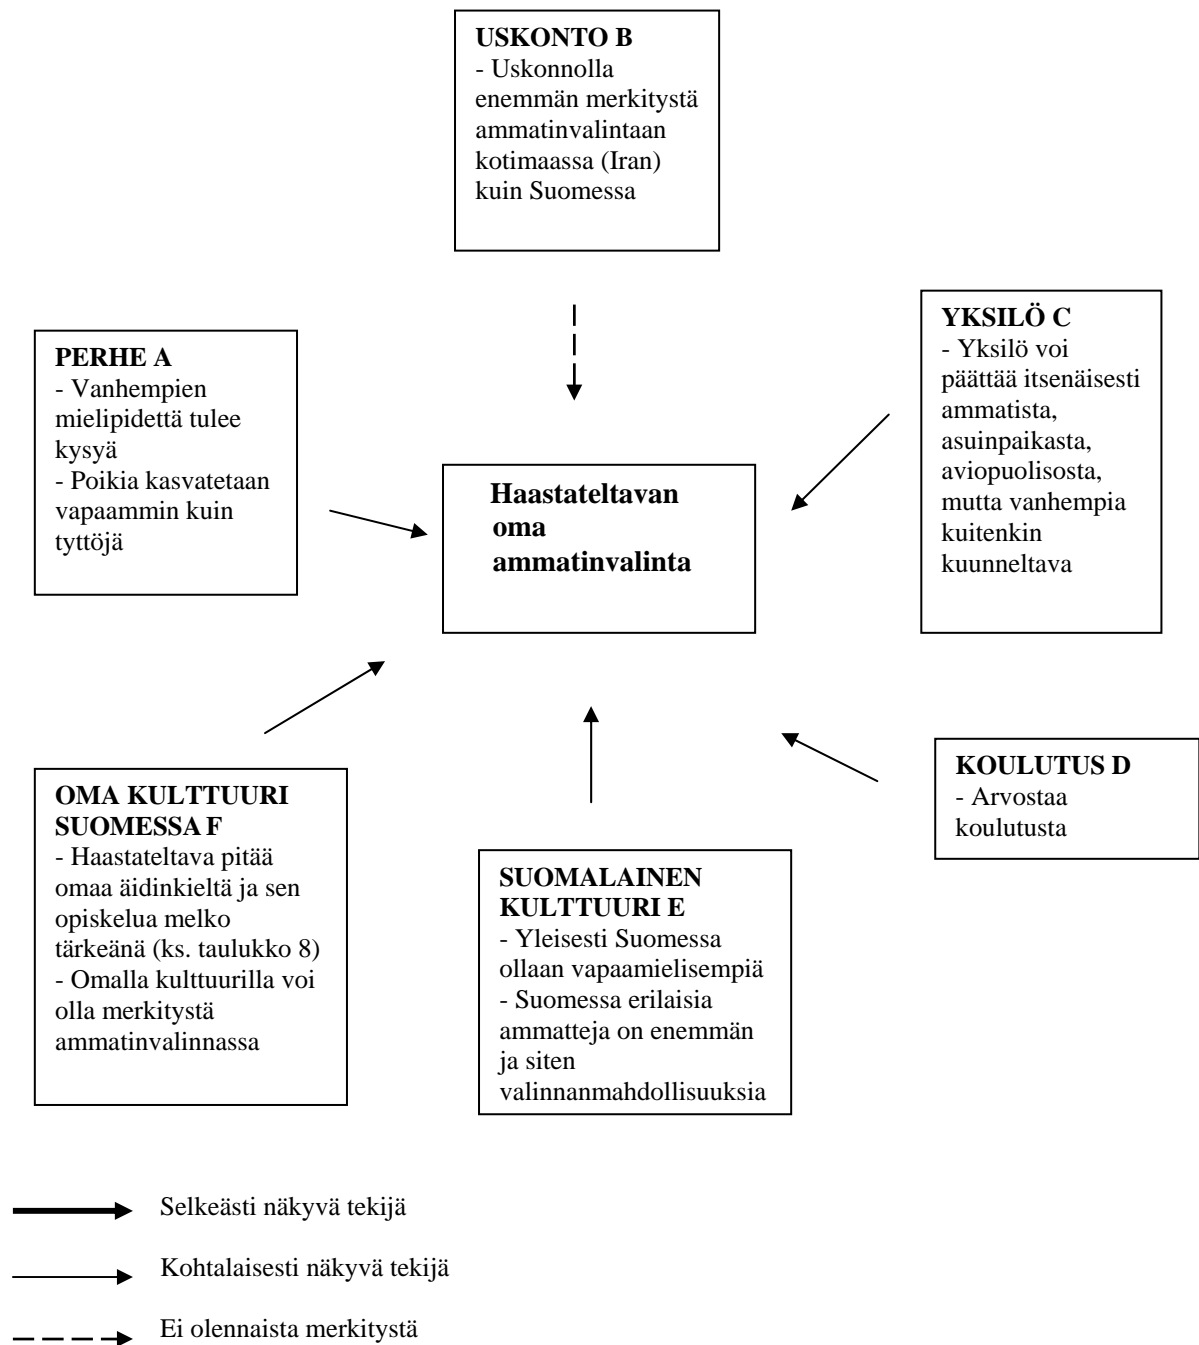 USKONTO B
- Uskonnolla
enemmän merkitystä
ammatinvalintaan
kotimaassa (Iran)
kuin Suomessa
PERHE A
- Vanhempien
mielipidettä tulee
kysyä
- Poikia kasvatetaan
vapaammin kuin
tyttöjä
Haastateltavan
oma
ammatinvalinta
YKSILÖ C
- Yksilö voi
päättää itsenäisesti
ammatista,
asuinpaikasta,
aviopuolisosta,
mutta vanhempia
kuitenkin
kuunneltava
OMA KULTTUURI
SUOMESSA F
- Haastateltava pitää
omaa äidinkieltä ja sen
opiskelua melko
tärkeänä (ks. taulukko 8)
- Omalla kulttuurilla voi
olla merkitystä
ammatinvalinnassa
SUOMALAINEN
KULTTUURI E
- Yleisesti Suomessa
ollaan vapaamielisempiä
- Suomessa erilaisia
ammatteja on enemmän
ja siten
valinnanmahdollisuuksia
KOULUTUS D
- Arvostaa
koulutusta
Selkeästi näkyvä tekijä
Kohtalaisesti näkyvä tekijä
Ei olennaista merkitystä